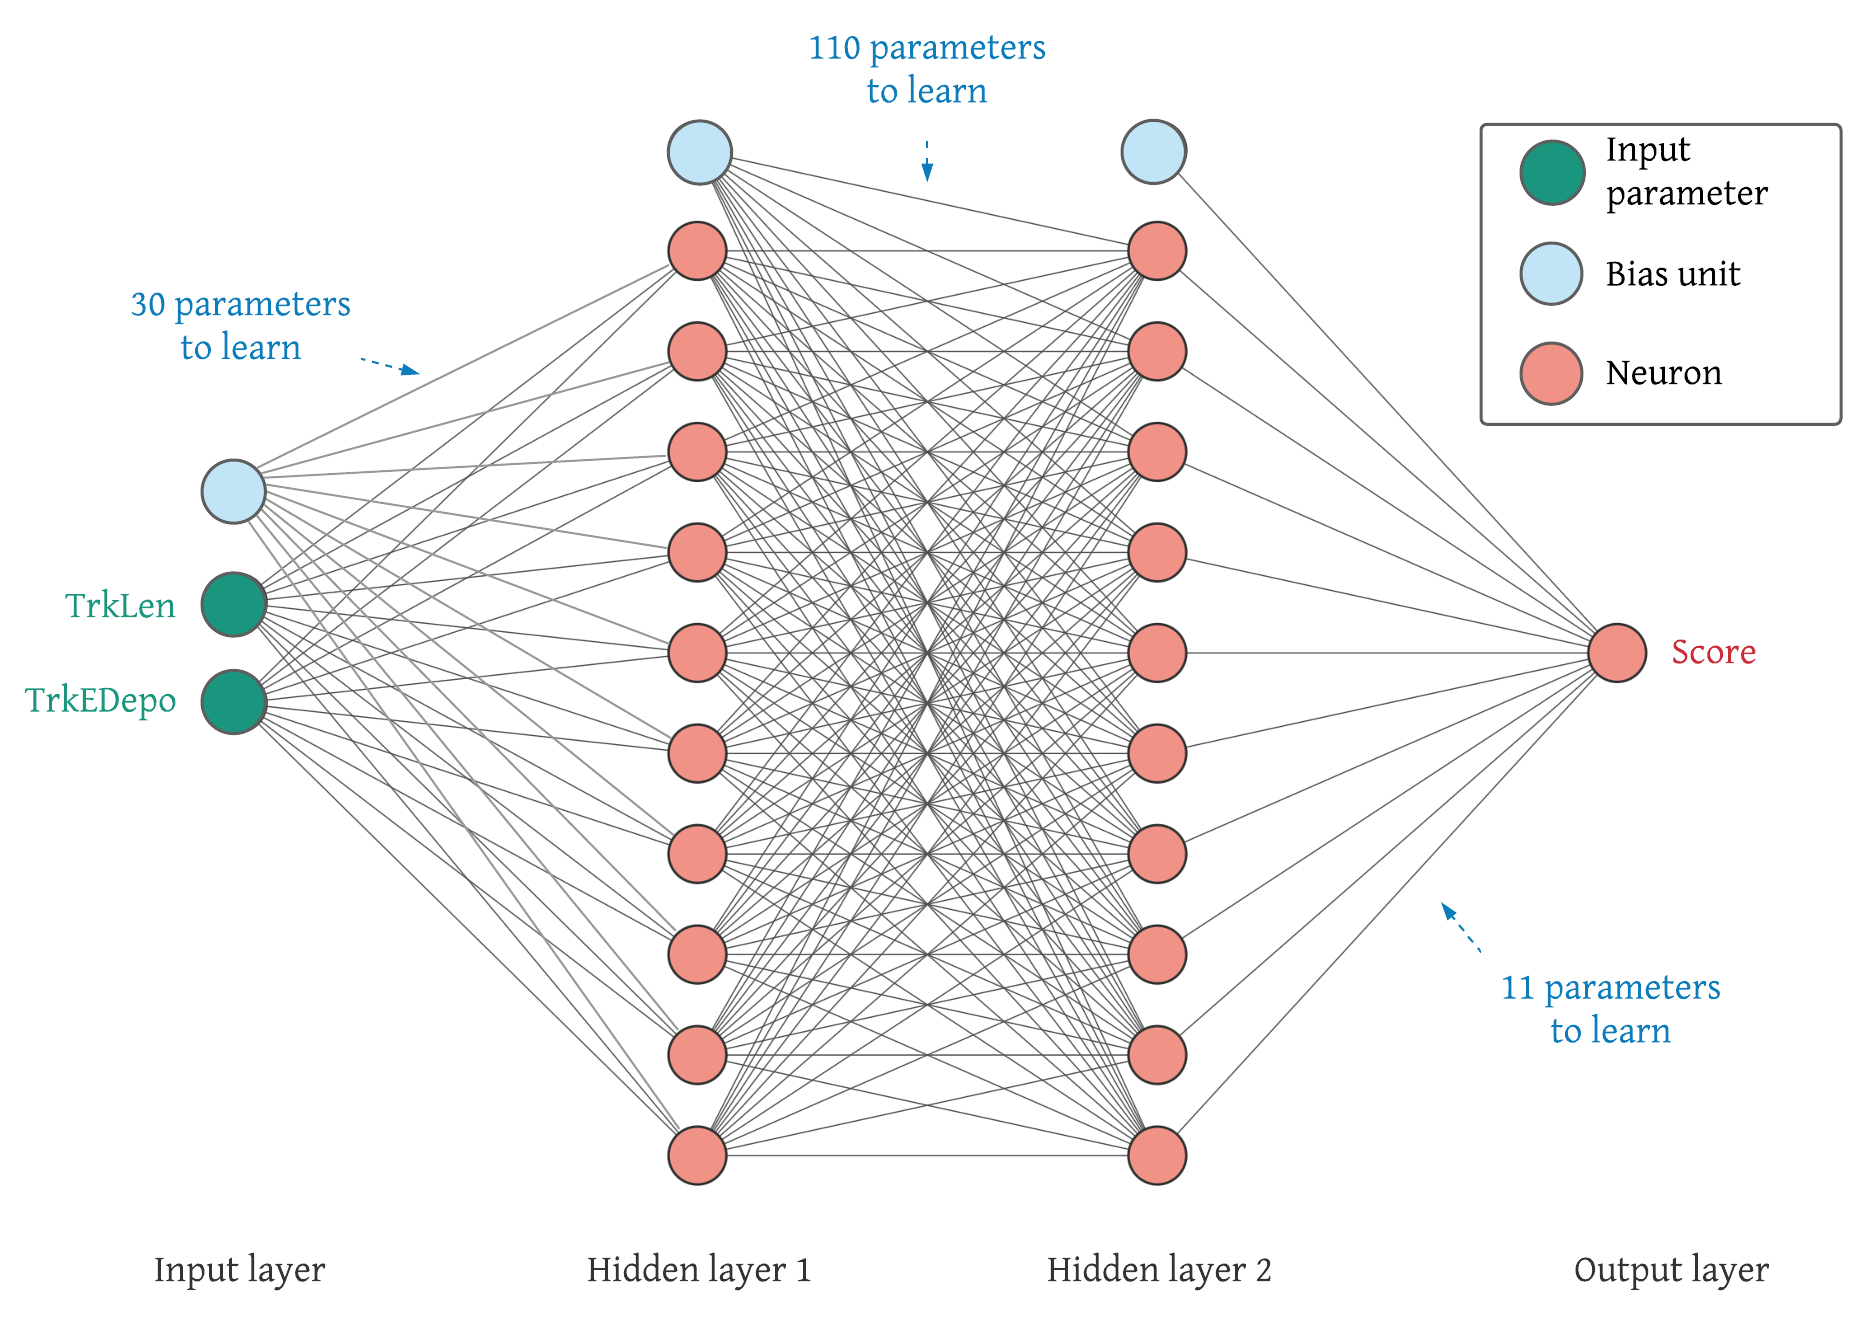 110 parameters
to learn
Input
parameter
Bias unit
Neuron
30 parameters
to learn
TrkLen
TrkEDepo
Score
11 parameters
to learn
Input layer
Hidden layer 1
Hidden layer 2
Output layer